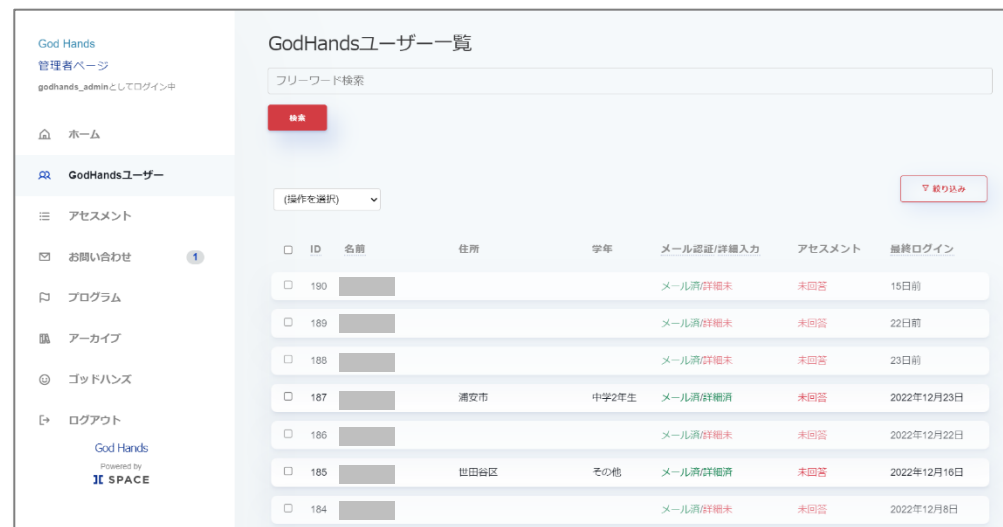 God Hands
管理者ページ
godhands_adminとしてログイン中
ホーム
GodHandsユーザー
アセスメント
お問い合わせ 1
プログラム
アーカイブ
ゴッドハンズ
ログアウト
God Hands
Powered by
SPACE
GodHandsユーザー一覧
フリーワード検索
検索
絞り込み
(操作を選択)
ID 名前 住所 学年 メール認証/詳細入力 アセスメント 最終ログイン
190 メール済/詳細未 未回答 15日前
189 メール済/詳細未 未回答 22日前
188 メール済/詳細未 未回答 23日前
187 浦安市 中学2年生 メール済/詳細済 未回答 2022年12月23日
186 メール済/詳細未 未回答 2022年12月22日
185 世田谷区 その他 メール済/詳細済 未回答 2022年12月16日
184 メール済/詳細未 未回答 2022年12月8日